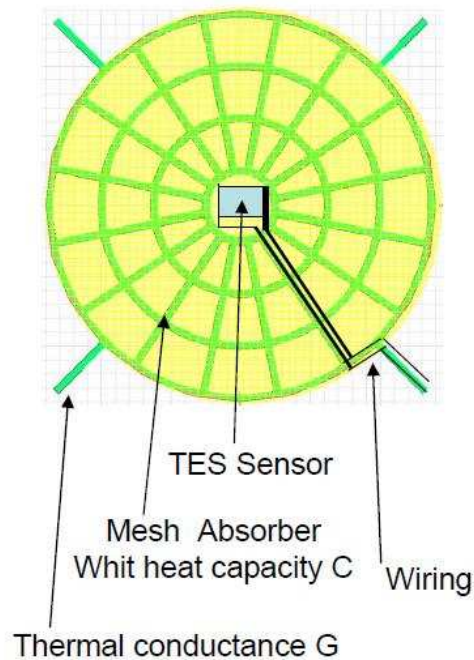 TES Sensor
Mesh Absorber
Whit heat capacity C
Wiring
Thermal conductance G